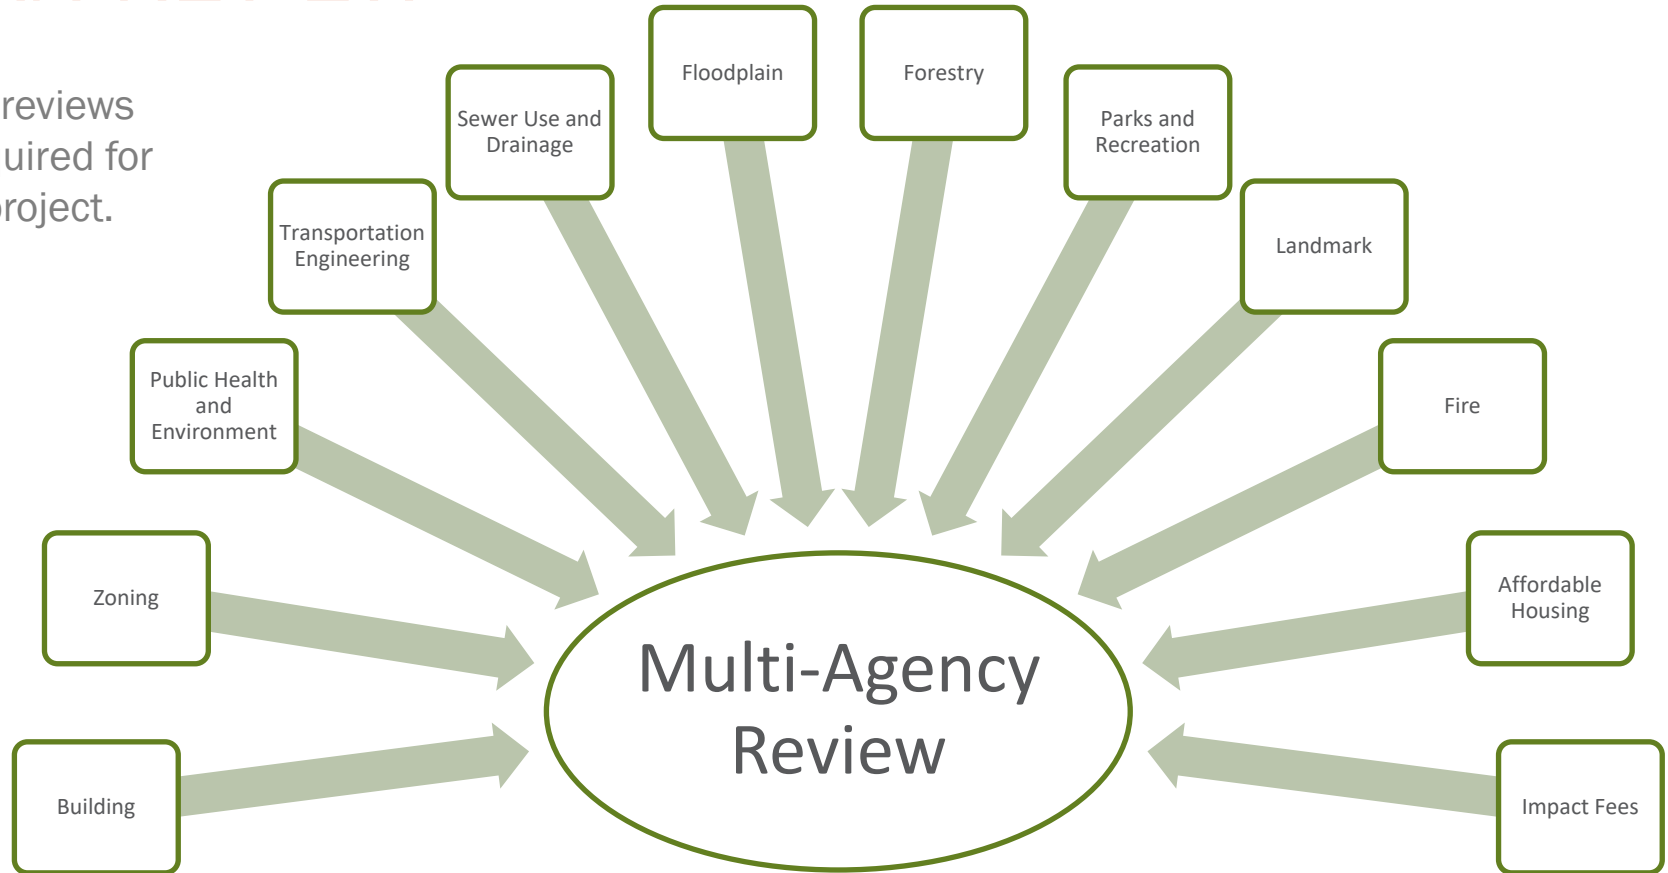 reviews
uired for
project.
Floodplain
Forestry
Sewer Use and
Drainage
Parks and
Recreation
Transportation
Engineering
Landmark
Public Health
and
Environment
Fire
Zoning
Affordable
Housing
Multi-Agency
Review
Building
Impact Fees